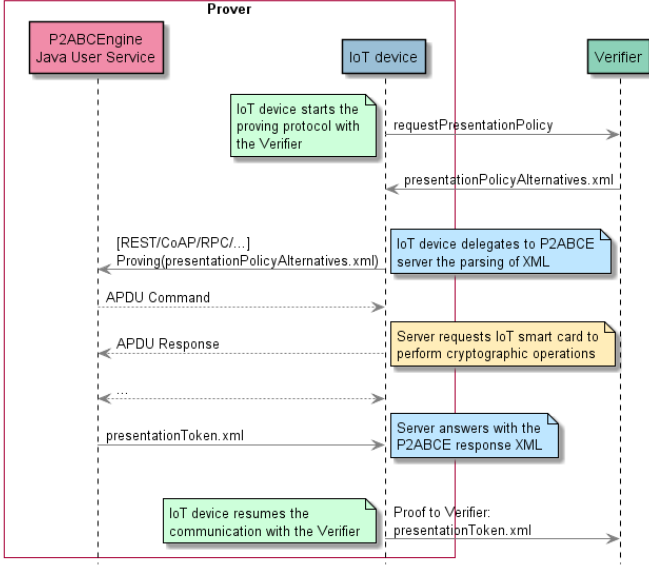 Prover
P2ABCEngine
Java User Service
IoT device
Verifier
IoT device starts the
proving protocol with
the Verifier
requestPresentationPolicy
presentationPolicyAlternatives.xml
[REST/CoAP/RPC/...]
Proving(presentationPolicyAlternatives.xml)
IoT device delegates to P2ABCE
server the parsing of XML
APDU Command
APDU Response
Server requests IoT smart card to
perform cryptographic operations
...
presentationToken.xml
Server answers with the
P2ABCE response XML
IoT device resumes the
communication with the Verifier
Proof to Verifier:
presentationToken.xml